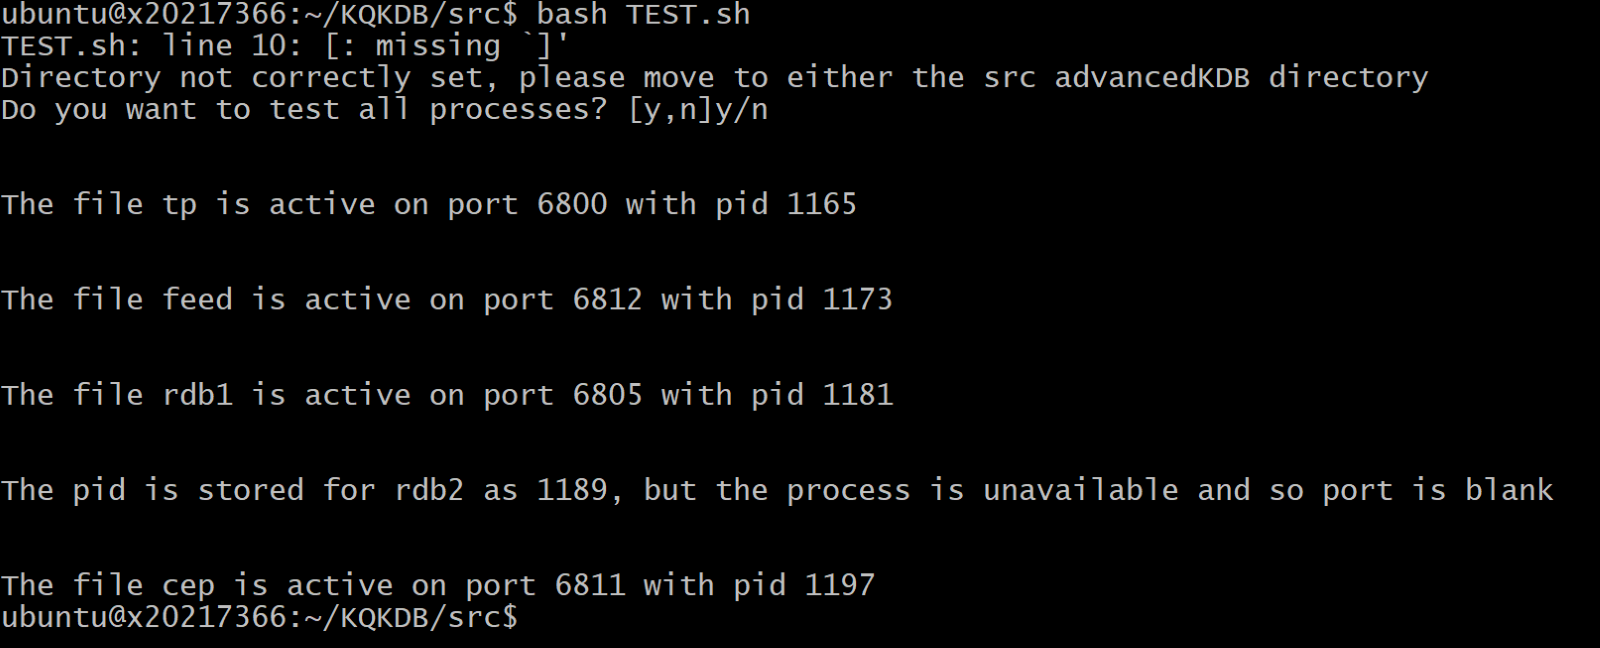 ubuntu@x20217366:~/KQKDB/src$ bash TEST.sh
TEST.sh: line 10: [: missing `]'
Directory not correctly set, please move to either the src advancedKDB directory
Do you want to test all processes? [y,n]y/n
The file tp is active on port 6800 with pid 1165
The file feed is active on port 6812 with pid 1173
The file rdb1 is active on port 6805 with pid 1181
The pid is stored for rdb2 as 1189, but the process is unavailable and so port is blank
The file cep is active on port 6811 with pid 1197
ubuntu@x20217366:~/KQKDB/src$